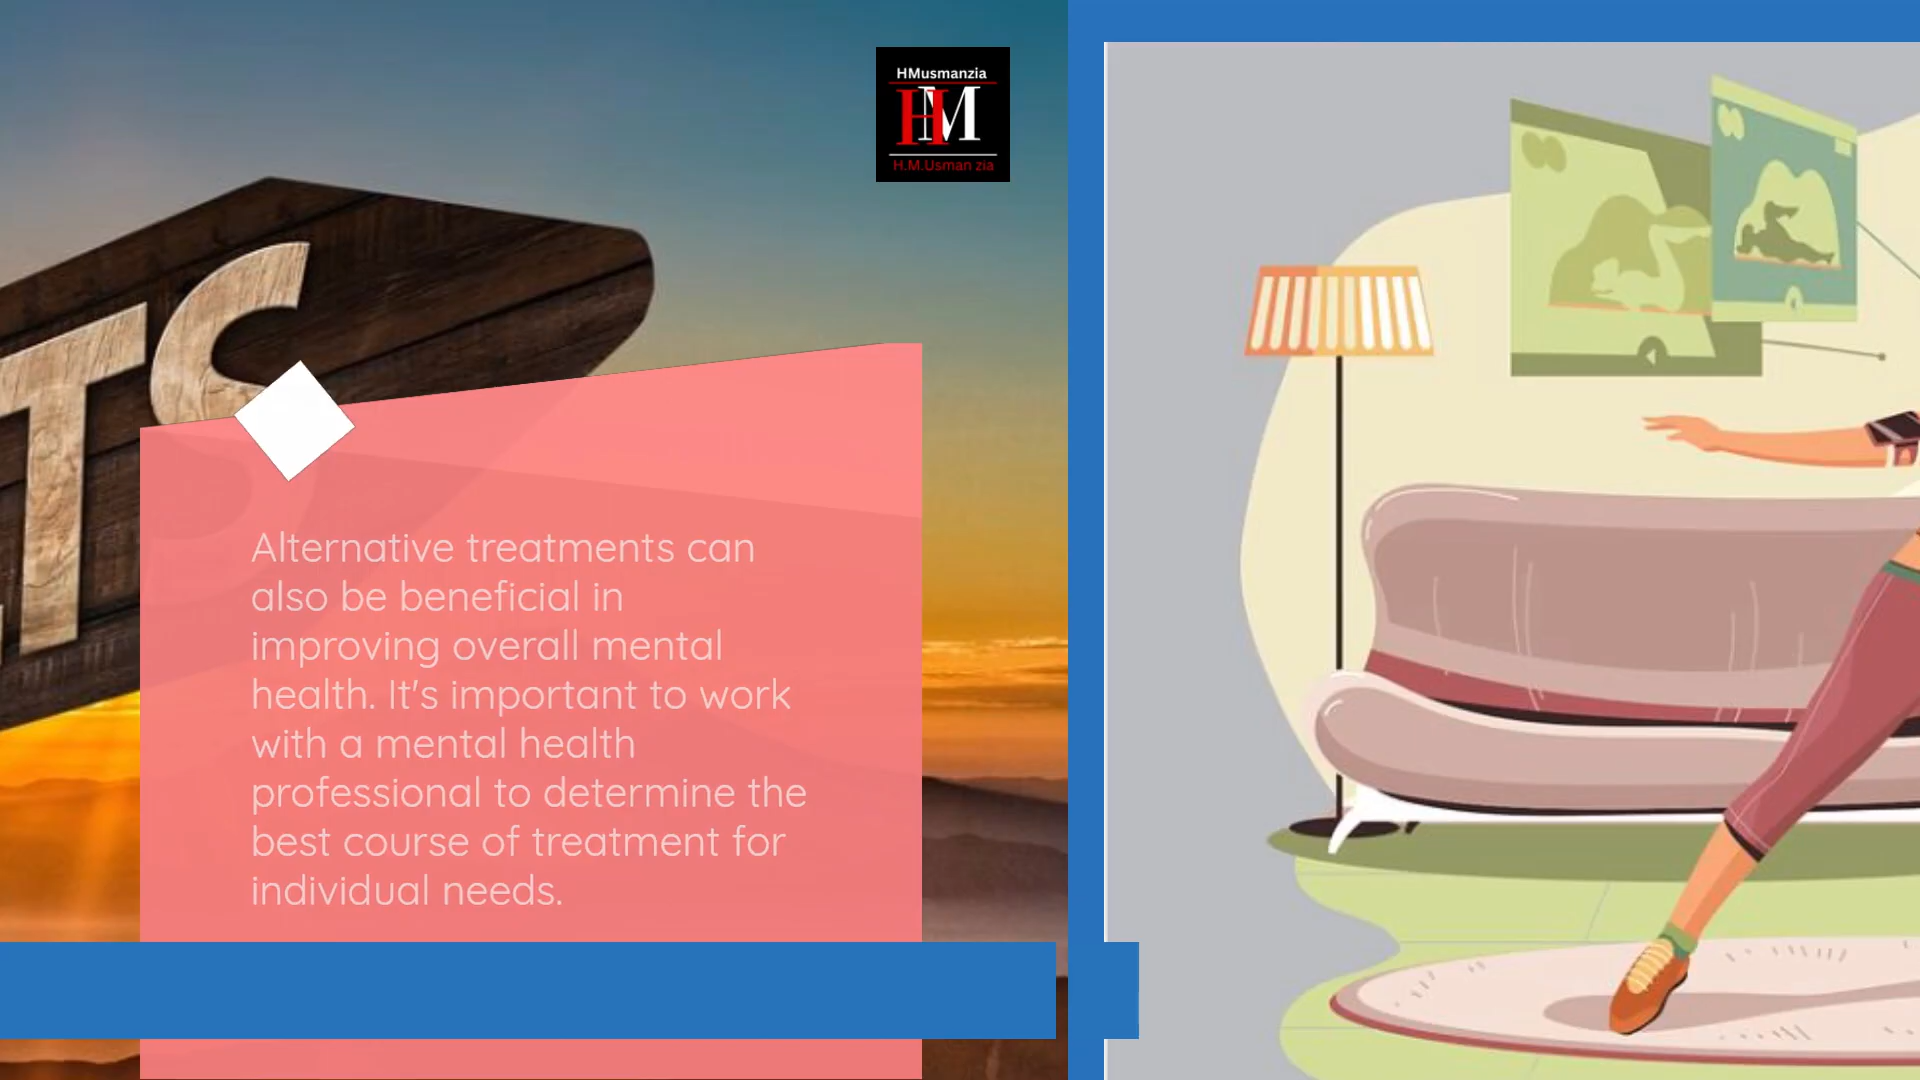 HMusmanzia
HM
H.M.Usman zia
TS
Alternative treatments can
also be beneficial in
improving overall mental
health. It's important to work
with a mental health
professional to determine the
best course of treatment for
individual needs.